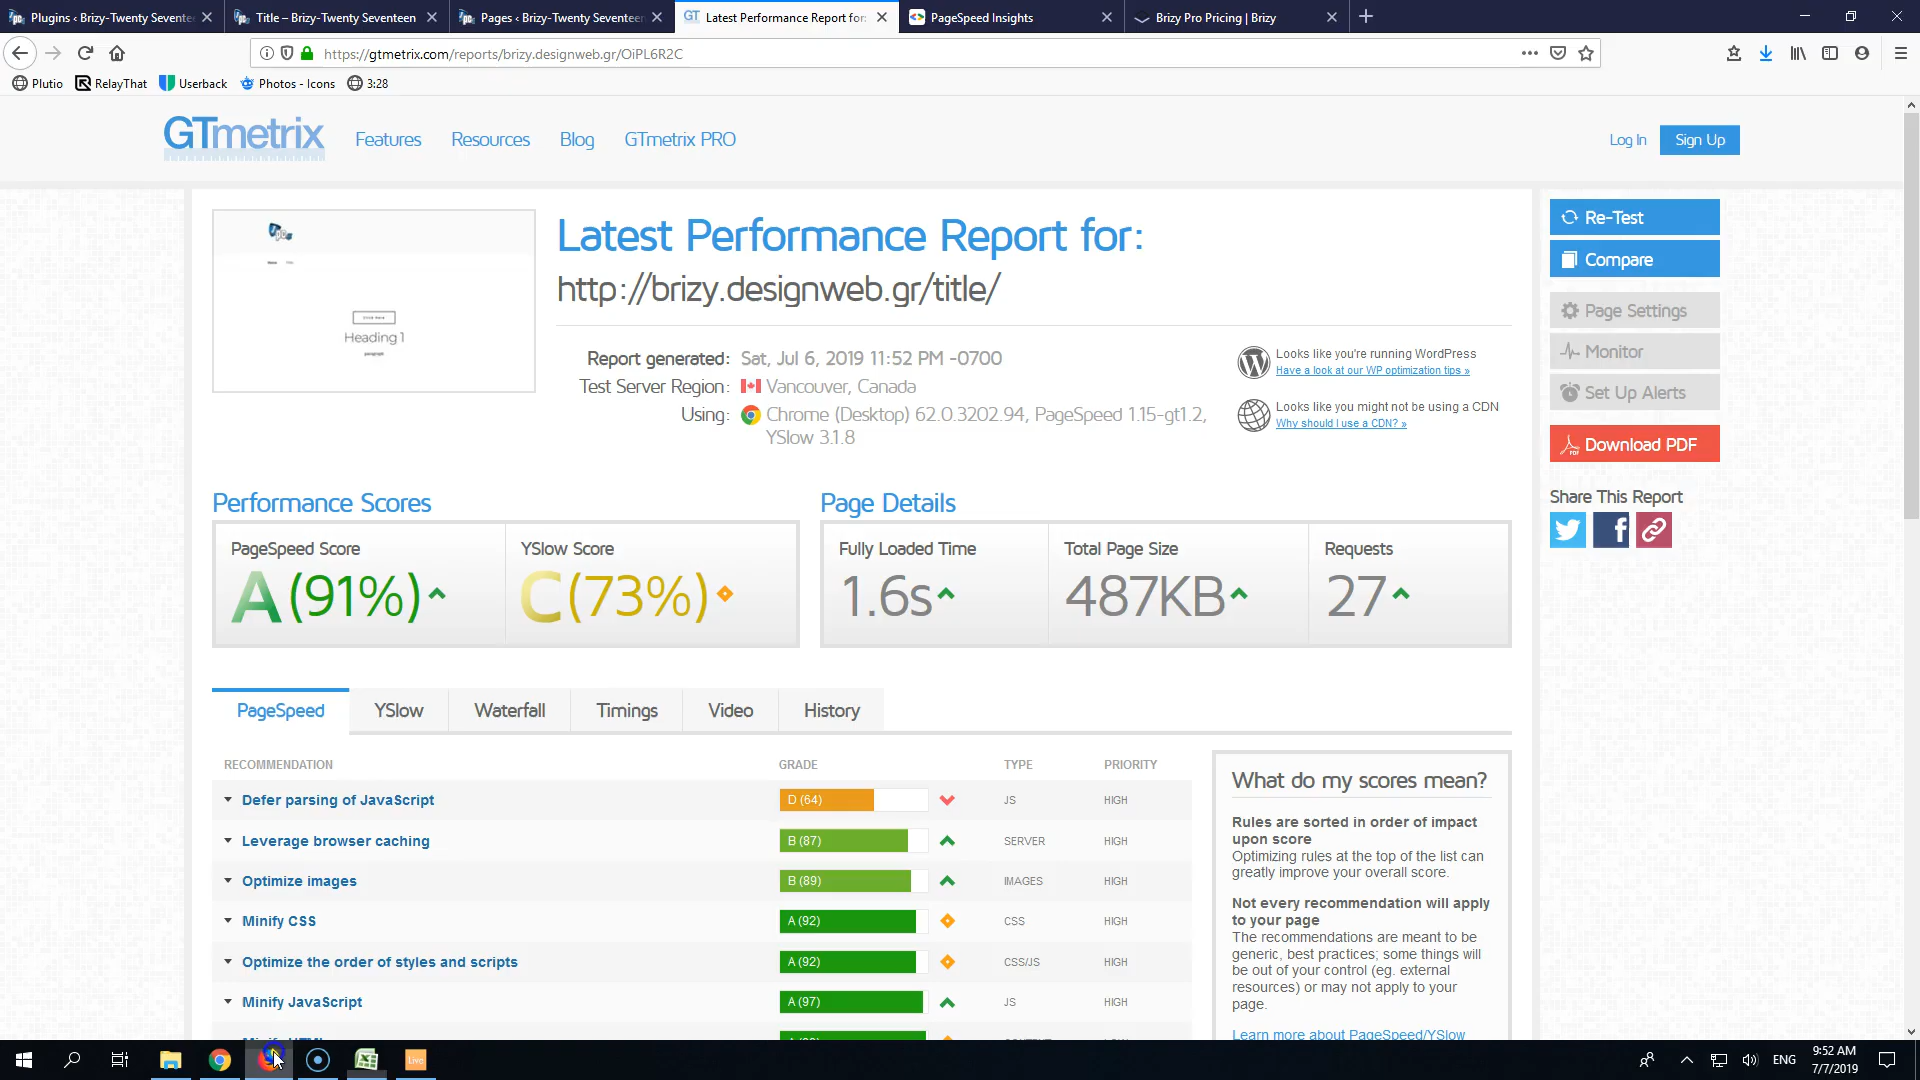 Plugins ‹ Brizy-Twenty Sevente
Title – Brizy-Twenty Seventeen
Pages ‹ Brizy-Twenty Seventeen
GT Latest Performance Report for:
PageSpeed Insights
Brizy Pro Pricing | Brizy
https://gtmetrix.com/reports/brizy.designweb.gr/OiPL6R2C
Plutio
RelayThat
Userback
Photos - Icons
3:28
GTmetrix
Features
Resources
Blog
GTmetrix PRO
Log In
Sign Up
Heading 1
Latest Performance Report for:
http://brizy.designweb.gr/title/
Report generated: Sat, Jul 6, 2019 11:52 PM -0700
Test Server Region: Vancouver, Canada
Using: Chrome (Desktop) 62.0.3202.94, PageSpeed 1.15-gt1.2,
YSlow 3.1.8
Looks like you're running WordPress
Have a look at our WP optimization tips »
Looks like you might not be using a CDN
Why should I use a CDN? »
Re-Test
Compare
Page Settings
Monitor
Set Up Alerts
Download PDF
Share This Report
Performance Scores
PageSpeed Score
A(91%)
YSlow Score
C(73%)
Page Details
Fully Loaded Time
1.6s
Total Page Size
487KB
Requests
27
PageSpeed
YSlow
Waterfall
Timings
Video
History
RECOMMENDATION GRADE TYPE PRIORITY
Defer parsing of JavaScript D (64) JS HIGH
Leverage browser caching B (87) SERVER HIGH
Optimize images B (89) IMAGES HIGH
Minify CSS A (92) CSS HIGH
Optimize the order of styles and scripts A (92) CSS/JS HIGH
Minify JavaScript A (97) JS HIGH
What do my scores mean?
Rules are sorted in order of impact
upon score
Optimizing rules at the top of the list can
greatly improve your overall score.
Not every recommendation will apply
to your page
The recommendations are meant to be
generic, best practices; some things will
be out of your control (eg. external
resources) or may not apply to your
page.
Learn more about PageSpeed/YSlow
Live
ENG
9:52 AM
7/7/2019